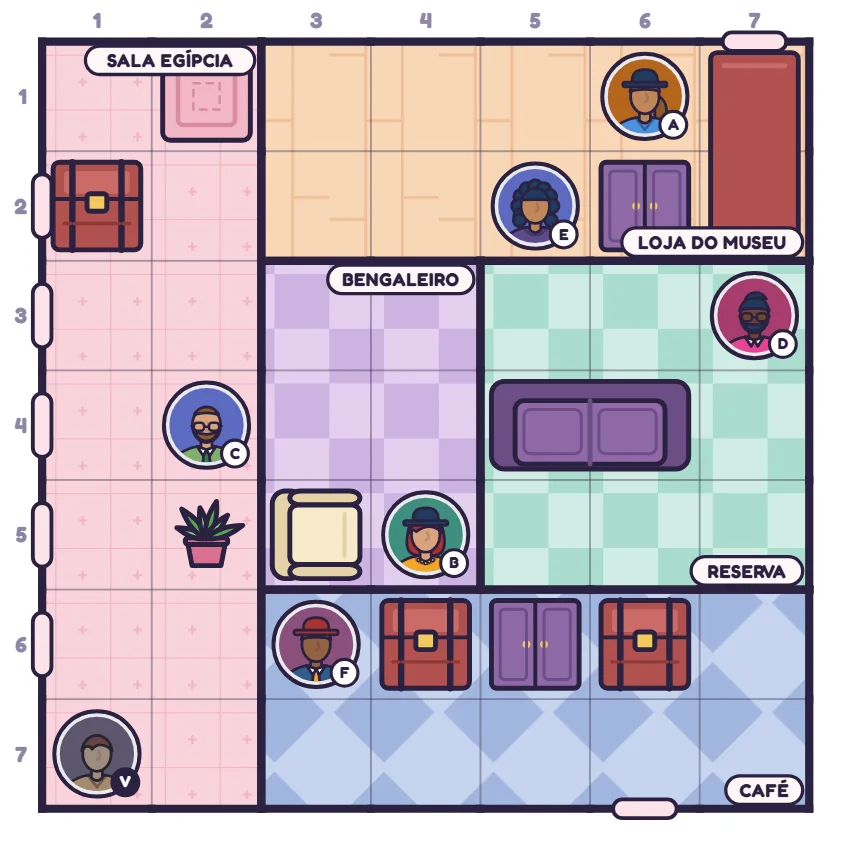 1 2 3 4 5 6 7
SALA EGÍPCIA
1
A
2
E
LOJA DO MUSEU
BENGALEIRO
3
D
4
C
5
B
RESERVA
6
F
7
V
CAFÉ